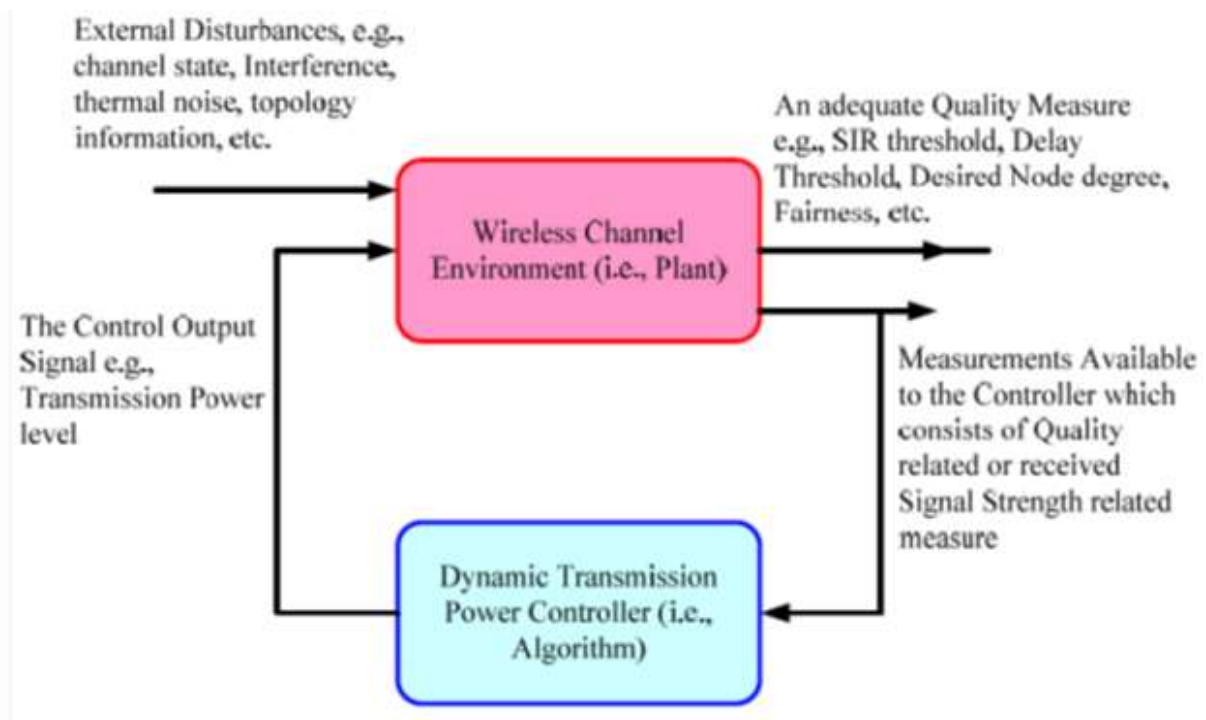 External Disturbances, e.g.,
channel state, Interference,
thermal noise, topology
information, etc.
An adequate Quality Measure
e.g., SIR threshold, Delay
Threshold, Desired Node degree,
Fairness, etc.
Wireless Channel
Environment (i.e., Plant)
The Control Output
Signal e.g.,
Transmission Power
level
Measurements Available
to the Controller which
consists of Quality
related or received
Signal Strength related
measure
Dynamic Transmission
Power Controller (i.e.,
Algorithm)